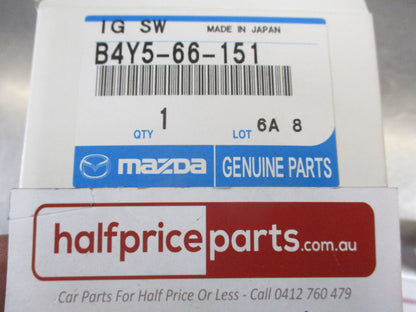 IG SW MADE IN JAPAN
B4Y5-66-151
QTY 1 LOT 6A 8
mazda GENUINE PARTS
halfpriceparts.com.au
Car Parts For Half Price Or Less - Call 0412 760 479